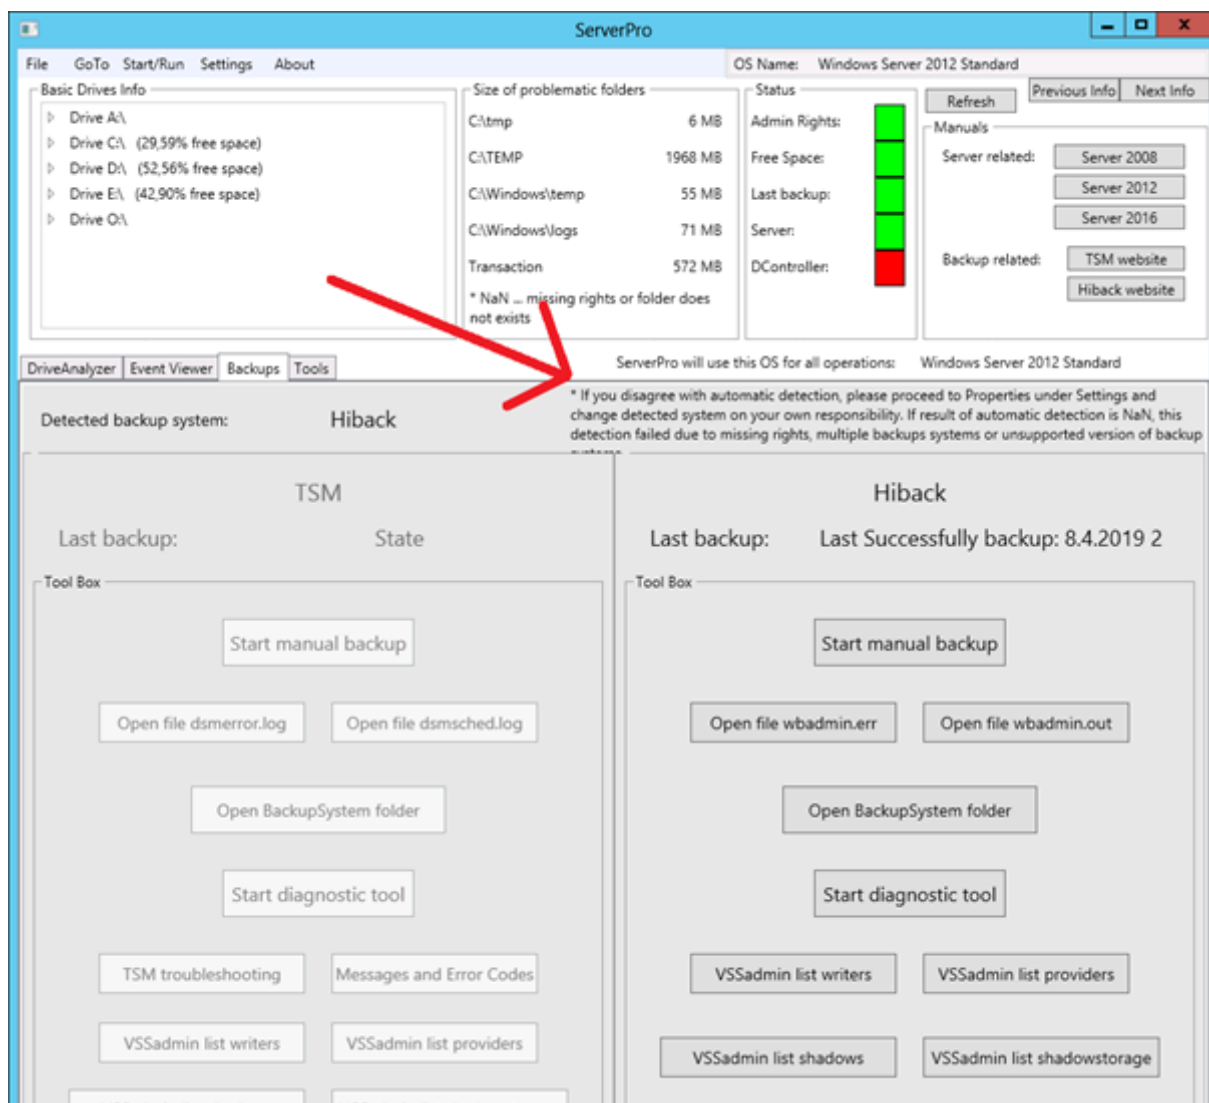 ServerPro
File GoTo Start/Run Settings About
OS Name: Windows Server 2012 Standard
Previous Info Next Info
Basic Drives Info
Drive A:\
Drive C:\ (29,59% free space)
Drive D:\ (52,56% free space)
Drive E:\ (42,90% free space)
Drive O:\
Size of problematic folders
C:\tmp 6 MB
C:\TEMP 1968 MB
C:\Windows\temp 55 MB
C:\Windows\logs 71 MB
Transaction 572 MB
* NaN ... missing rights or folder does
not exists
Status
Admin Rights:
Free Space:
Last backup:
Server:
DController:
Refresh
Manuals
Server related: Server 2008
Server 2012
Server 2016
Backup related: TSM website
Hiback website
DriveAnalyzer Event Viewer Backups Tools
ServerPro will use this OS for all operations: Windows Server 2012 Standard
Detected backup system: Hiback
* If you disagree with automatic detection, please proceed to Properties under Settings and
change detected system on your own responsibility. If result of automatic detection is NaN, this
detection failed due to missing rights, multiple backups systems or unsupported version of backup
TSM
Last backup: State
Tool Box
Start manual backup
Open file dsmerror.log Open file dsmsched.log
Open BackupSystem folder
Start diagnostic tool
TSM troubleshooting Messages and Error Codes
VSSadmin list writers VSSadmin list providers
Hiback
Last backup: Last Successfully backup: 8.4.2019 2
Tool Box
Start manual backup
Open file wbadmin.err Open file wbadmin.out
Open BackupSystem folder
Start diagnostic tool
VSSadmin list writers VSSadmin list providers
VSSadmin list shadows VSSadmin list shadowstorage